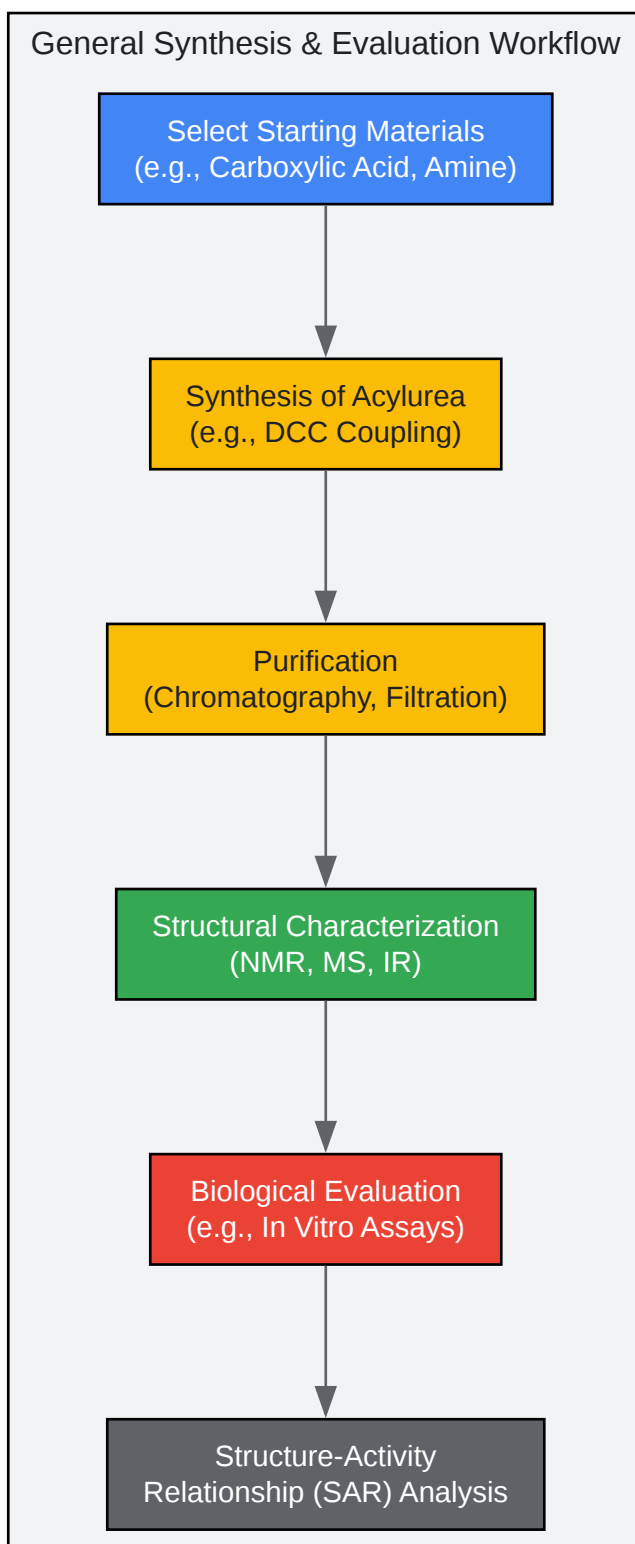 General Synthesis & Evaluation Workflow
Select Starting Materials
(e.g., Carboxylic Acid, Amine)
Synthesis of Acylurea
(e.g., DCC Coupling)
Purification
(Chromatography, Filtration)
Structural Characterization
(NMR, MS, IR)
Biological Evaluation
(e.g., In Vitro Assays)
Structure-Activity
Relationship (SAR) Analysis